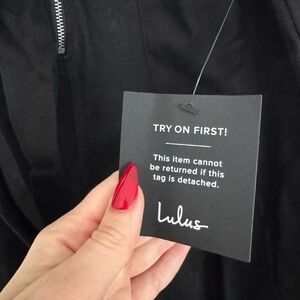 TRY ON FIRST!
This item cannot
be returned if this
tag is detached.
Lulus